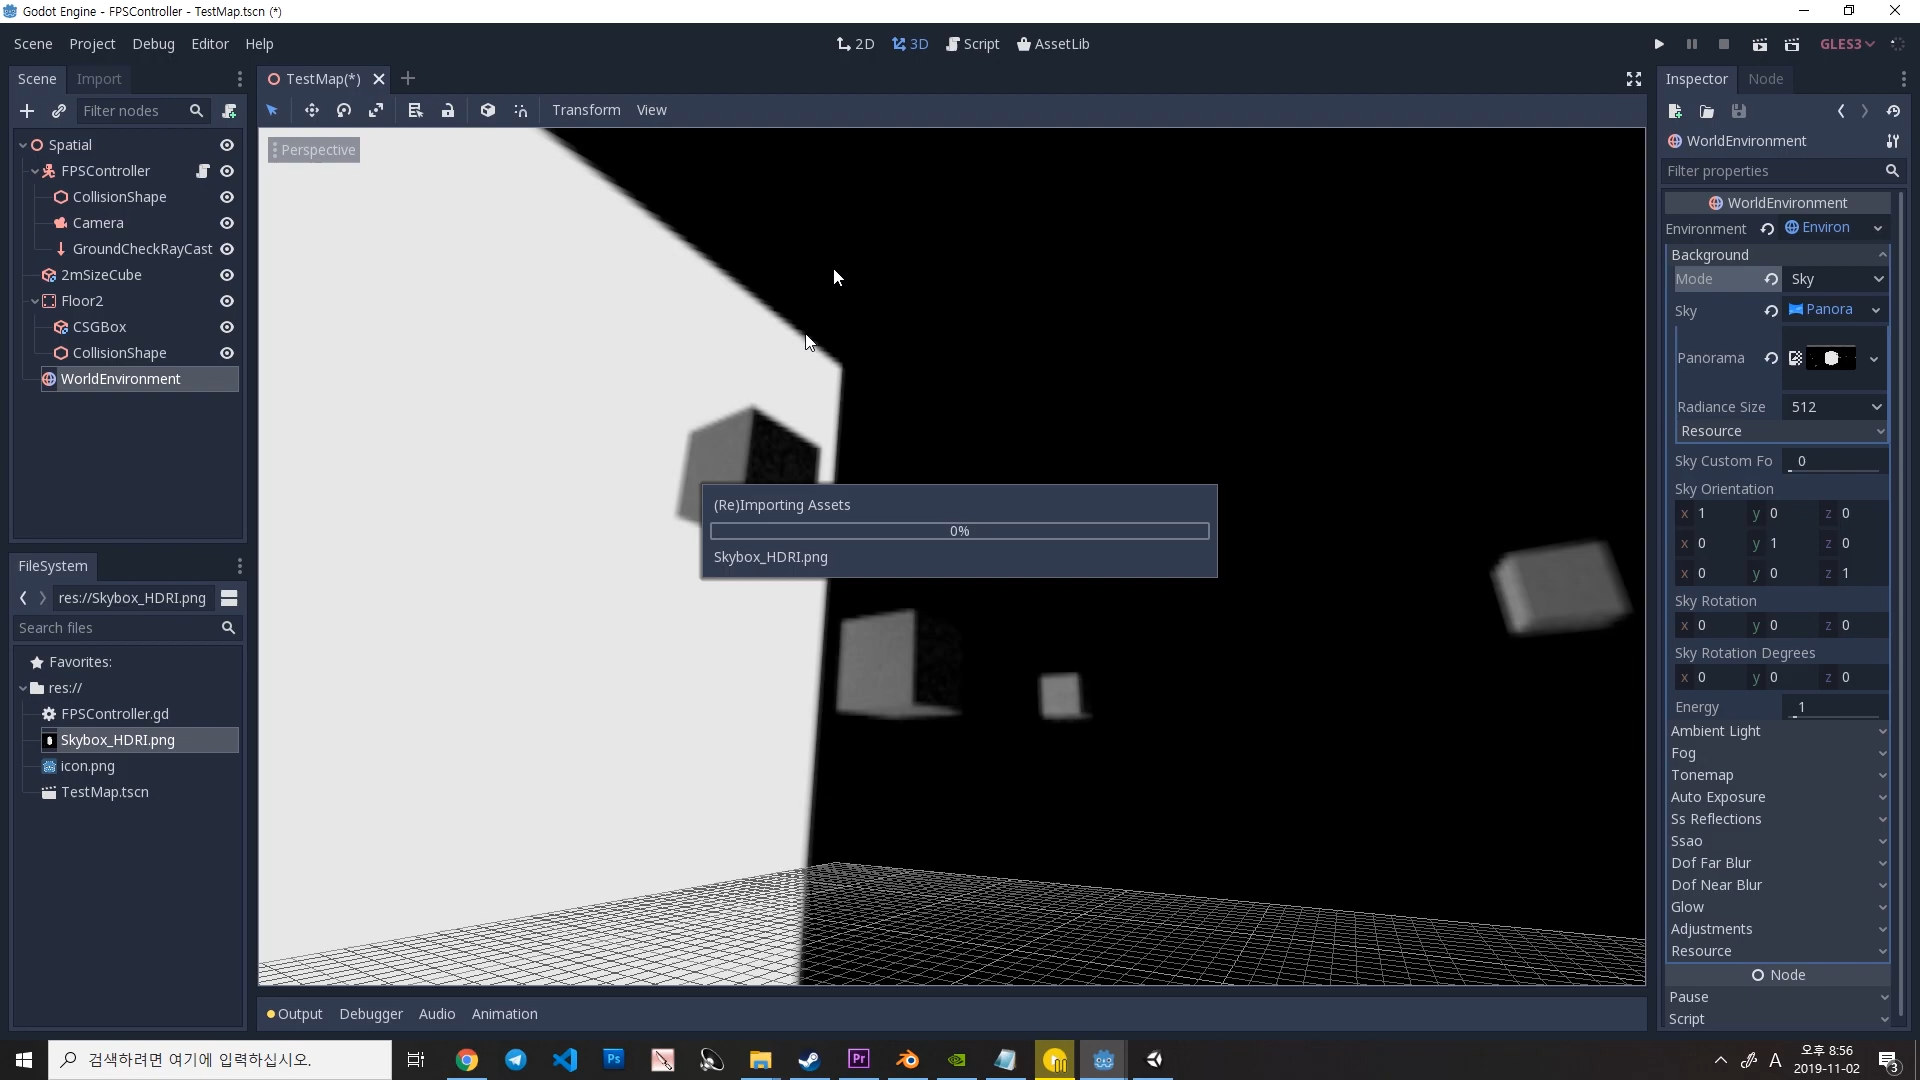 Godot Engine - FPSController - TestMap.tscn (*)
Scene Project Debug Editor Help
2D 3D Script AssetLib
GLES3
Scene Import
Filter nodes
Spatial
FPSController
CollisionShape
Camera
GroundCheckRayCast
2mSizeCube
Floor2
CSGBox
CollisionShape
WorldEnvironment
FileSystem
res://Skybox_HDRI.png
Search files
Favorites:
res://
FPSController.gd
Skybox_HDRI.png
icon.png
TestMap.tscn
TestMap(*)
Transform View
Perspective
(Re)Importing Assets
0%
Skybox_HDRI.png
Output Debugger Audio Animation
Inspector Node
WorldEnvironment
Filter properties
WorldEnvironment
Environment Environ
Background
Mode Sky
Sky Panora
Panorama
Radiance Size 512
Resource
Sky Custom Fo 0
Sky Orientation
x 1 y 0 z 0
x 0 y 1 z 0
x 0 y 0 z 1
Sky Rotation
x 0 y 0 z 0
Sky Rotation Degrees
x 0 y 0 z 0
Energy 1
Ambient Light
Fog
Tonemap
Auto Exposure
Ss Reflections
Ssao
Dof Far Blur
Dof Near Blur
Glow
Adjustments
Resource
Node
Pause
Script
검색하려면 여기에 입력하십시오.
Ps
Pr
A
오후 8:56
2019-11-02
3